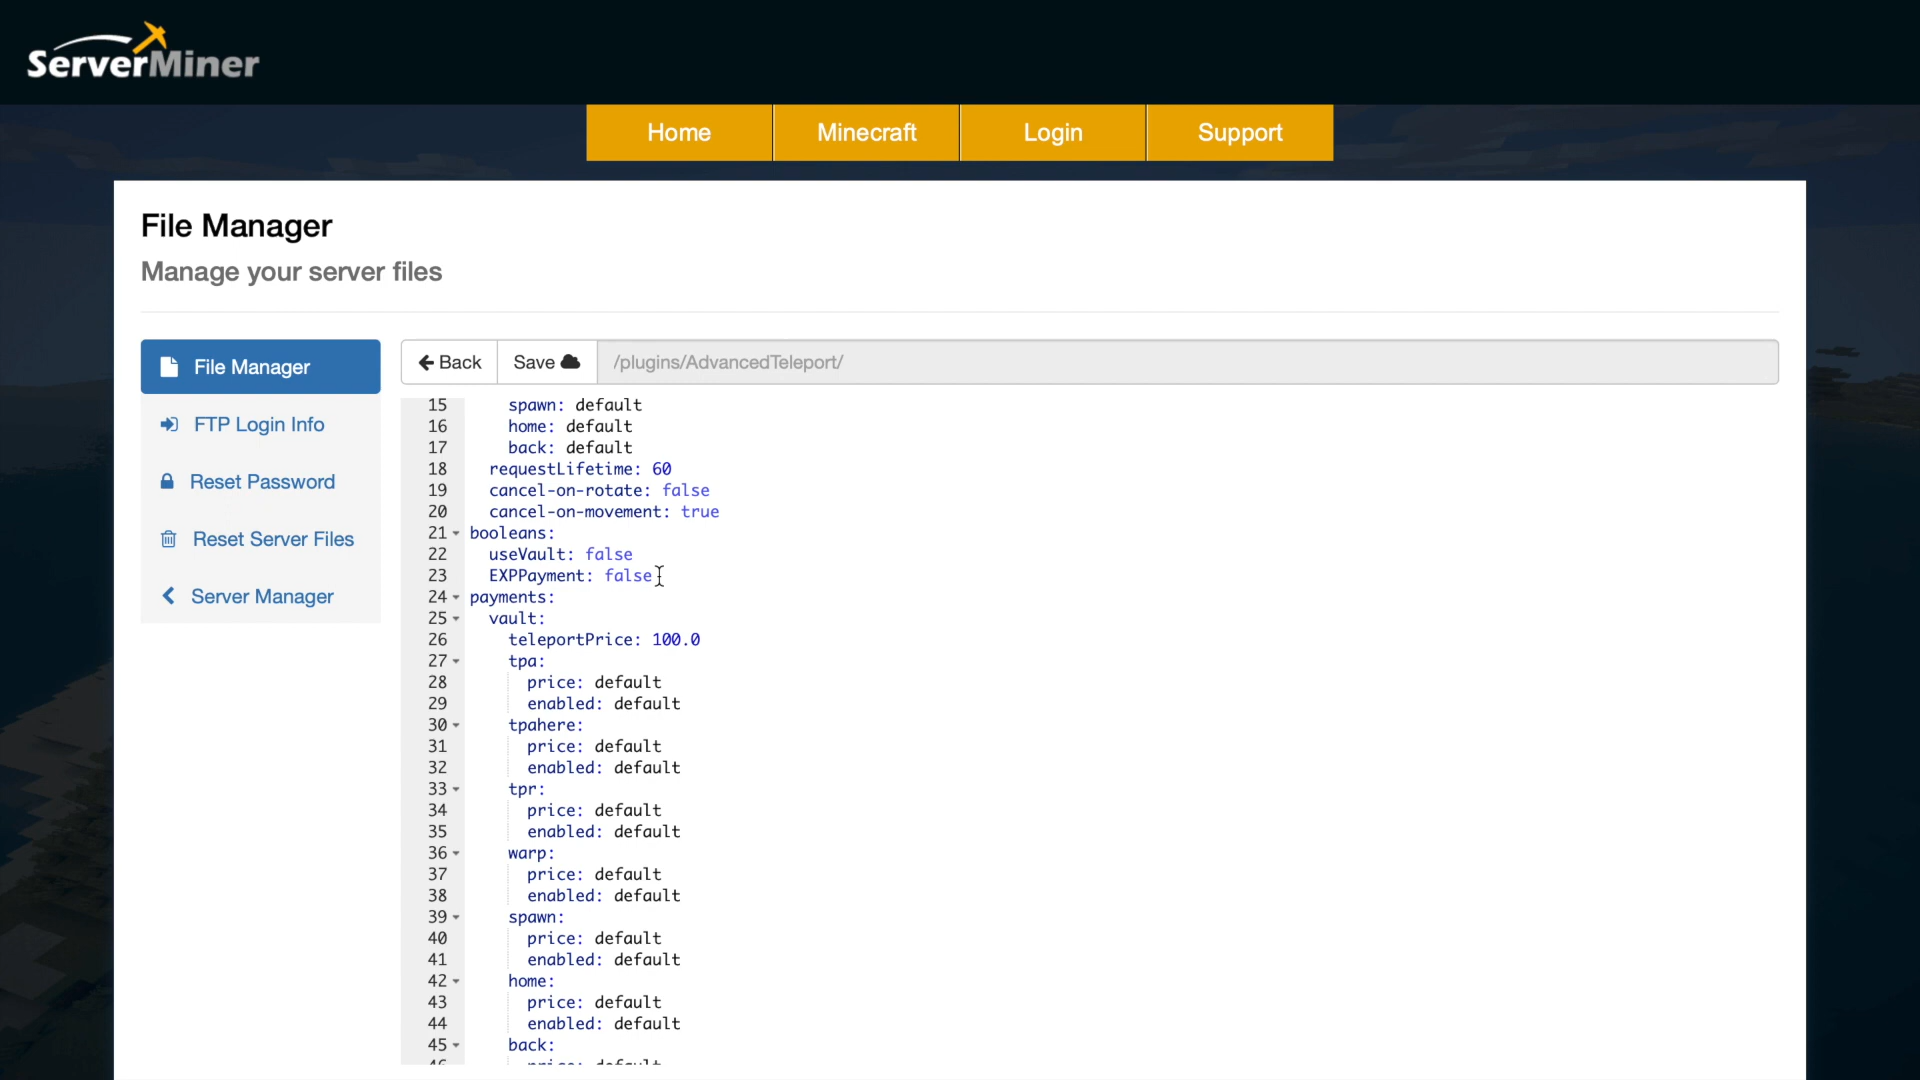 ServerMiner
Home
Minecraft
Login
Support
File Manager
Manage your server files
File Manager
FTP Login Info
Reset Password
Reset Server Files
Server Manager
Back
Save
/plugins/AdvancedTeleport/
15 spawn: default
16 home: default
17 back: default
18 requestLifetime: 60
19 cancel-on-rotate: false
20 cancel-on-movement: true
21 booleans:
22 useVault: false
23 EXPPayment: false
24 payments:
25 vault:
26 teleportPrice: 100.0
27 tpa:
28 price: default
29 enabled: default
30 tpahere:
31 price: default
32 enabled: default
33 tpr:
34 price: default
35 enabled: default
36 warp:
37 price: default
38 enabled: default
39 spawn:
40 price: default
41 enabled: default
42 home:
43 price: default
44 enabled: default
45 back:
46 price: default